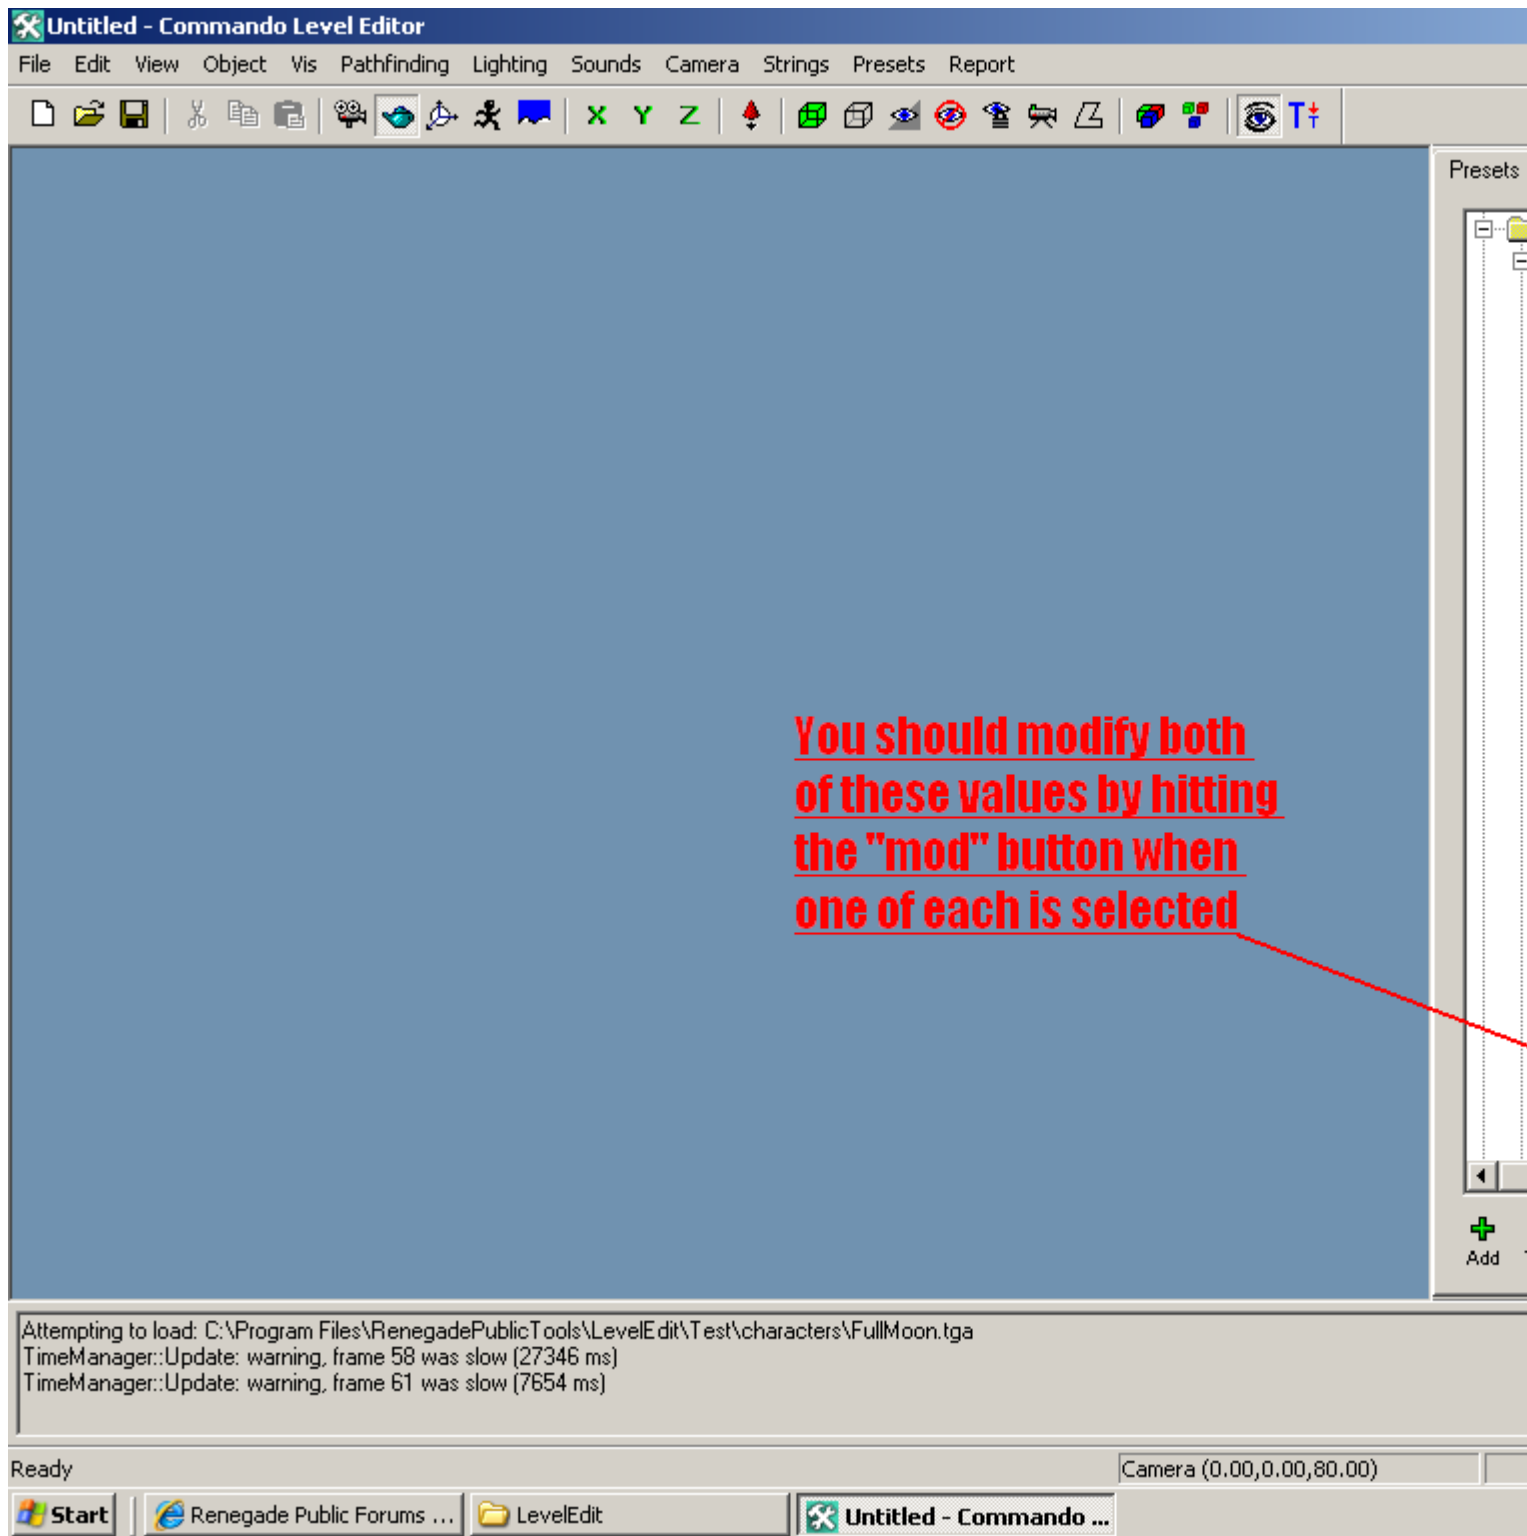 Untitled - Commando Level Editor
File Edit View Object Vis Pathfinding Lighting Sounds Camera Strings Presets Report
X Y Z T
Presets
You should modify both
of these values by hitting
the "mod" button when
one of each is selected
Add
Attempting to load: C:\Program Files\RenegadePublicTools\LevelEdit\Test\characters\FullMoon.tga
TimeManager::Update: warning, frame 58 was slow (27346 ms)
TimeManager::Update: warning, frame 61 was slow (7654 ms)
Ready Camera (0.00,0.00,80.00)
Start Renegade Public Forums ... LevelEdit Untitled - Commando ...